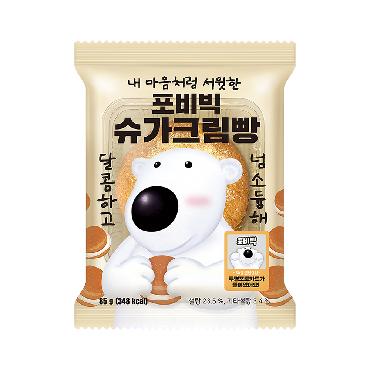 내 마음처럼 서윗한
포비빅
슈가크림빵
달콤하고
넘 소듕해
포비빅
85 g (348 kcal)